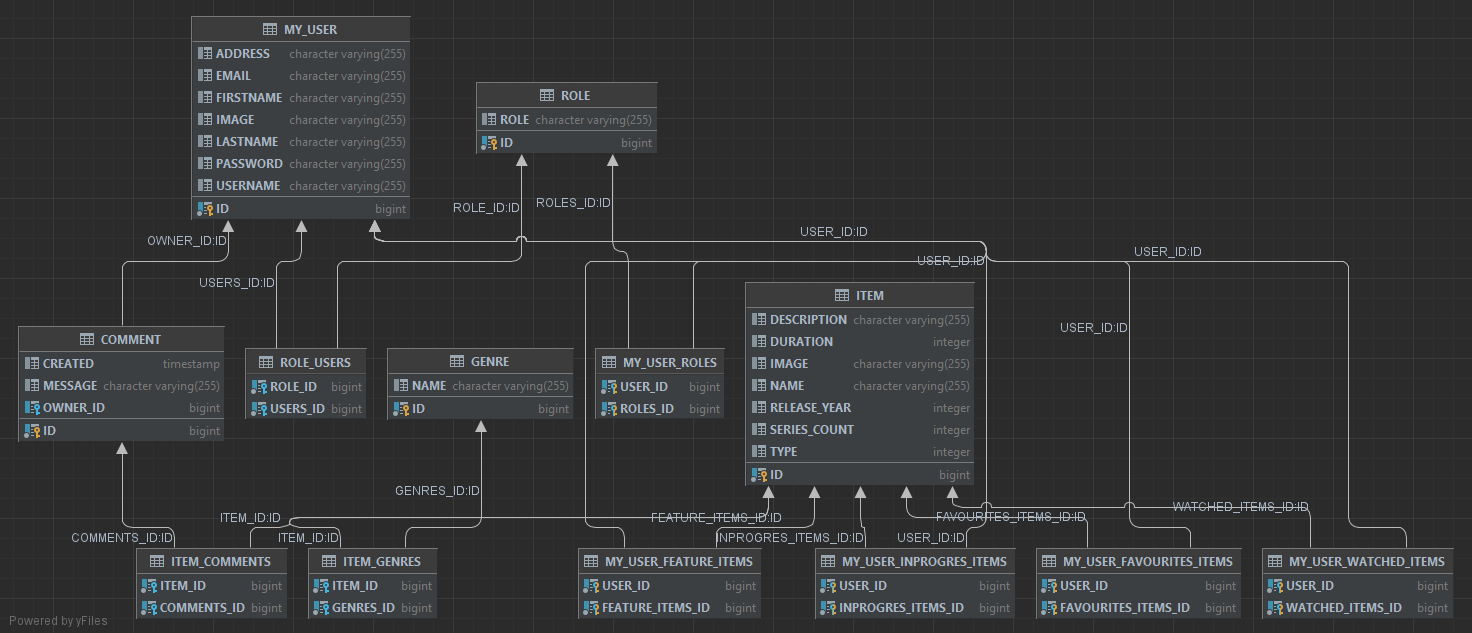 MY_USER
ADDRESS character varying(255)
EMAIL character varying(255)
FIRSTNAME character varying(255)
IMAGE character varying(255)
LASTNAME character varying(255)
PASSWORD character varying(255)
USERNAME character varying(255)
ID bigint
ROLE
ROLE character varying(255)
ID bigint
ROLE_ID:ID
ROLES_ID:ID
OWNER_ID:ID
USERS_ID:ID
USER_ID:ID
USER_ID:ID
USER_ID:ID
USER_ID:ID
COMMENT
CREATED timestamp
MESSAGE character varying(255)
OWNER_ID bigint
ID bigint
ROLE_USERS
ROLE_ID bigint
USERS_ID bigint
GENRE
NAME character varying(255)
ID bigint
MY_USER_ROLES
USER_ID bigint
ROLES_ID bigint
ITEM
DESCRIPTION character varying(255)
DURATION integer
IMAGE character varying(255)
NAME character varying(255)
RELEASE_YEAR integer
SERIES_COUNT integer
TYPE integer
ID bigint
GENRES_ID:ID
ITEM_ID:ID
FEATURE_ITEMS_ID:ID
FAVOURITES_ITEMS_ID:ID
WATCHED_ITEMS_ID:ID
COMMENTS_ID:ID
ITEM_ID:ID
INPROGRES_ITEMS_ID:ID
USER_ID:ID
ITEM_COMMENTS
ITEM_ID bigint
COMMENTS_ID bigint
ITEM_GENRES
ITEM_ID bigint
GENRES_ID bigint
MY_USER_FEATURE_ITEMS
USER_ID bigint
FEATURE_ITEMS_ID bigint
MY_USER_INPROGRES_ITEMS
USER_ID bigint
INPROGRES_ITEMS_ID bigint
MY_USER_FAVOURITES_ITEMS
USER_ID bigint
FAVOURITES_ITEMS_ID bigint
MY_USER_WATCHED_ITEMS
USER_ID bigint
WATCHED_ITEMS_ID bigint
Powered by yFiles